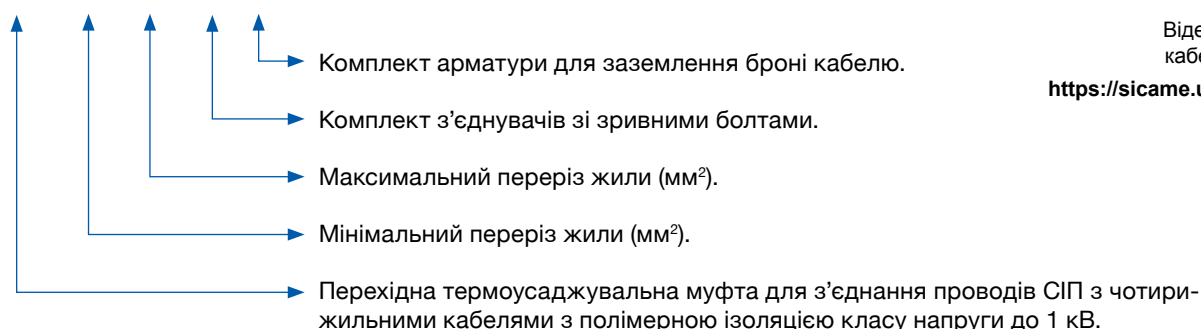 Комплект арматури для заземлення броні кабелю.
Комплект з’єднувачів зі зривними болтами.
Максимальний переріз жили (мм²).
Мінімальний переріз жили (мм²).
Перехідна термоусаджувальна муфта для з’єднання проводів СІП з чотири-
жильними кабелями з полімерною ізоляцією класу напруги до 1 кВ.
https://sicame.u